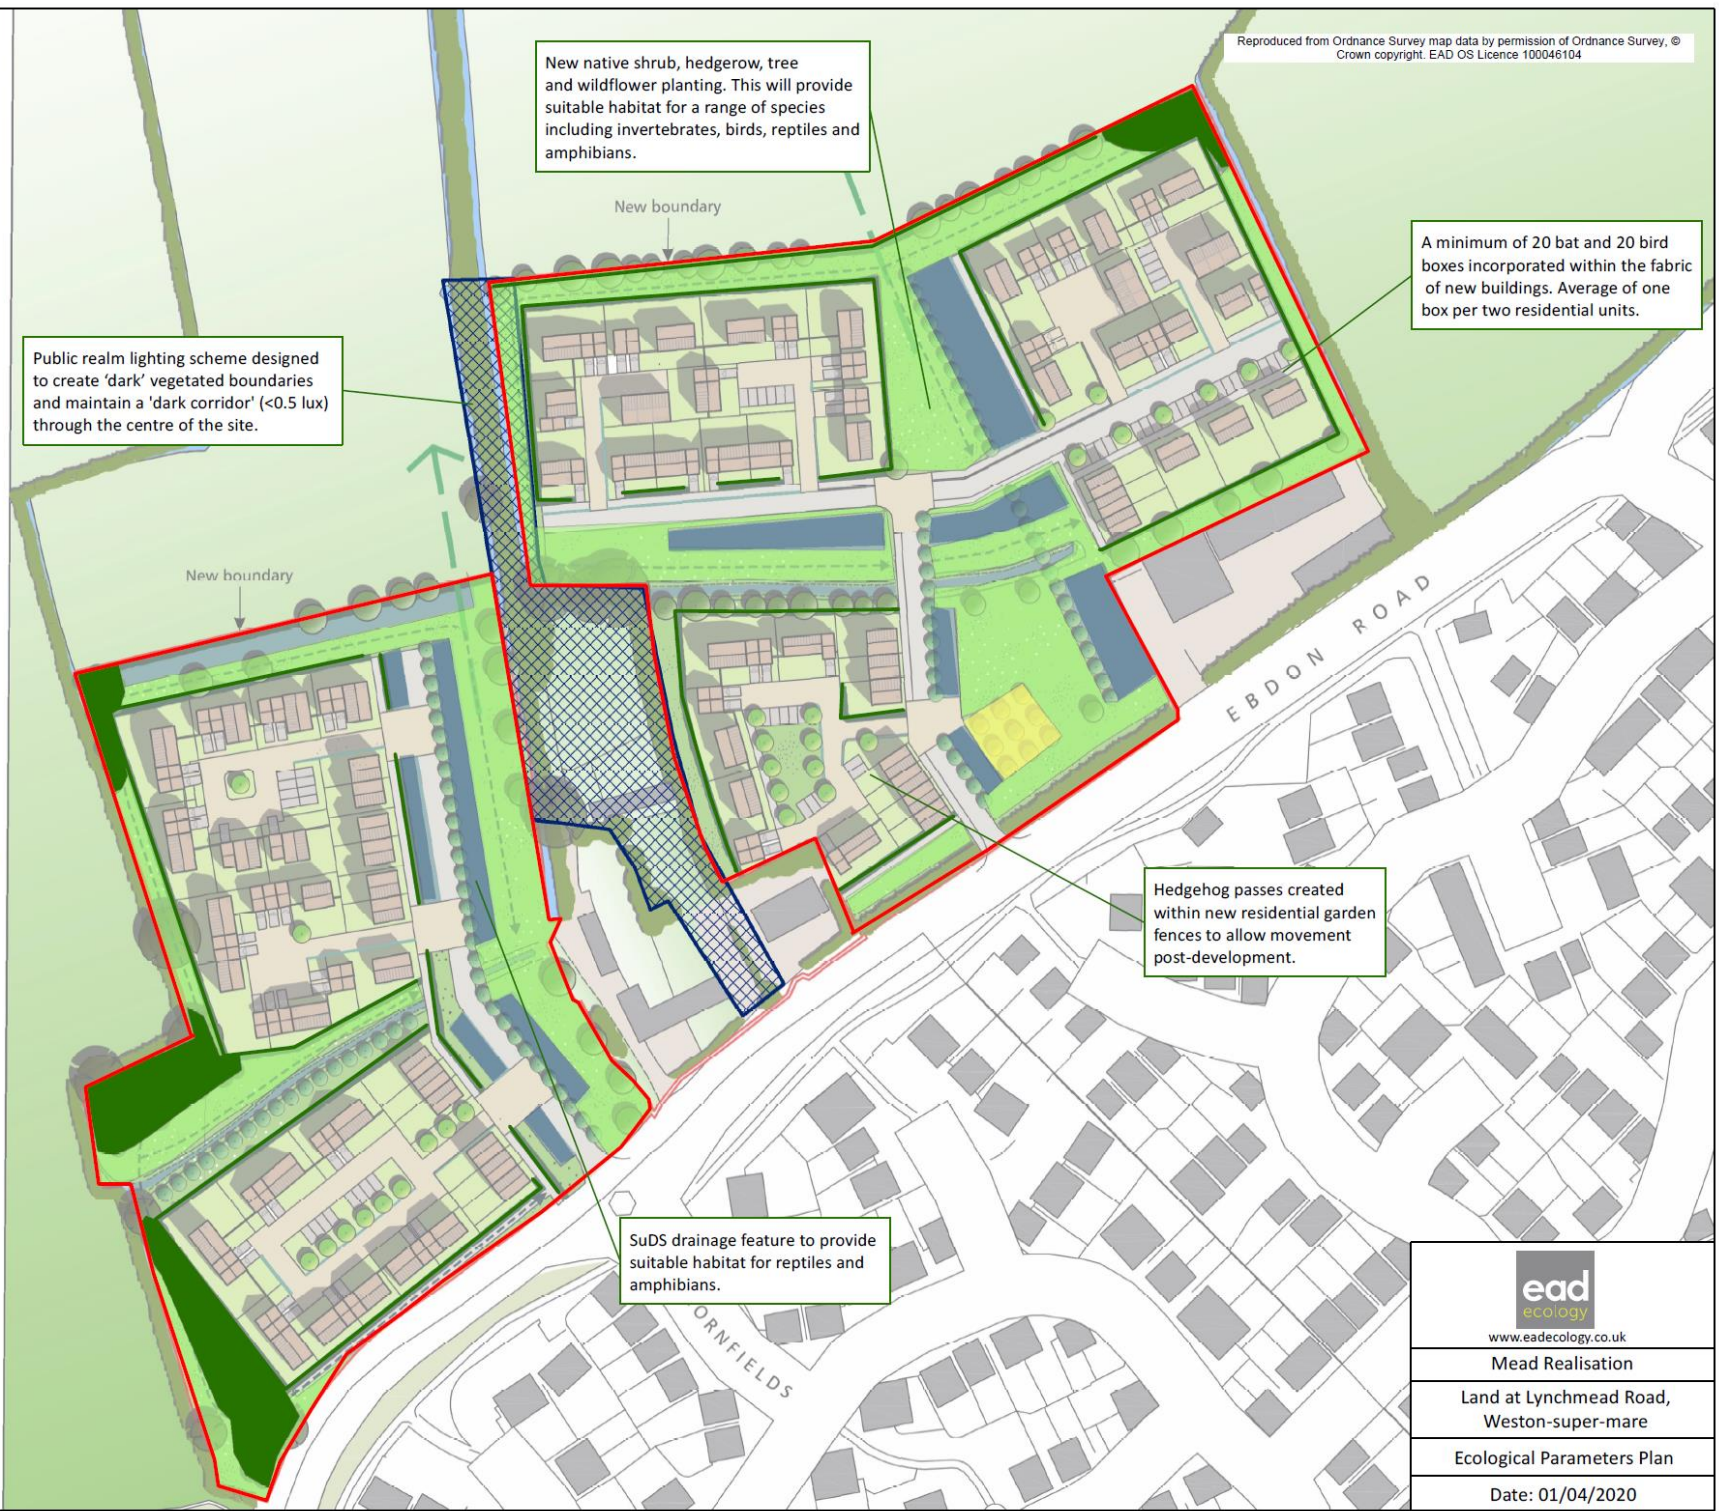 Reproduced from Ordnance Survey map data by permission of Ordnance Survey, ©
Crown copyright. EAD OS Licence 100046104
New native shrub, hedgerow, tree
and wildflower planting. This will provide
suitable habitat for a range of species
including invertebrates, birds, reptiles and
amphibians.
New boundary
A minimum of 20 bat and 20 bird
boxes incorporated within the fabric
of new buildings. Average of one
box per two residential units.
Public realm lighting scheme designed
to create ‘dark’ vegetated boundaries
and maintain a 'dark corridor' (<0.5 lux)
through the centre of the site.
New boundary
EBDON ROAD
Hedgehog passes created
within new residential garden
fences to allow movement
post-development.
SuDS drainage feature to provide
suitable habitat for reptiles and
amphibians.
ORNFIELDS
ead
ecology
www.eadecology.co.uk
Mead Realisation
Land at Lynchmead Road,
Weston-super-mare
Ecological Parameters Plan
Date: 01/04/2020